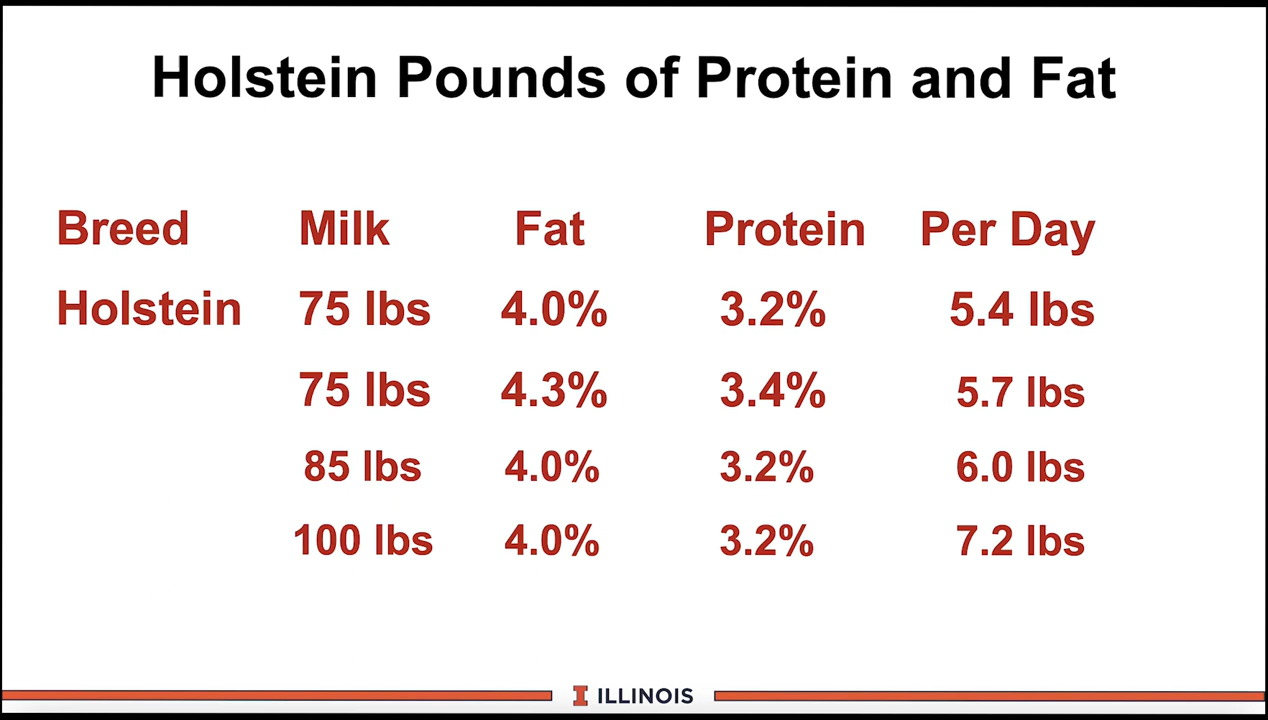 Holstein Pounds of Protein and Fat
Breed Milk Fat Protein Per Day
Holstein 75 lbs 4.0% 3.2% 5.4 lbs
75 lbs 4.3% 3.4% 5.7 lbs
85 lbs 4.0% 3.2% 6.0 lbs
100 lbs 4.0% 3.2% 7.2 lbs
I ILLINOIS